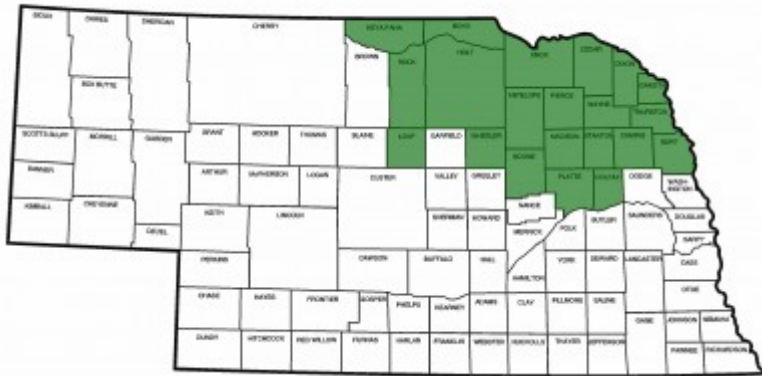 SIOUX
DAWES
SHERIDAN
CHERRY
KEYA PAHA
BOYD
BOX BUTTE
BROWN
ROCK
HOLT
KNOX
CEDAR
DIXON
DAKOTA
ANTELOPE
PIERCE
WAYNE
THURSTON
SCOTTS BLUFF
MORRILL
GARDEN
GRANT
HOOKER
THOMAS
BLAINE
LOUP
GARFIELD
WHEELER
MADISON
STANTON
CUMING
BURT
BANNER
ARTHUR
McPHERSON
LOGAN
CUSTER
VALLEY
GREELEY
BOONE
PLATTE
COLFAX
DODGE
WASH-
INGTON
KIMBALL
CHEYENNE
DEUEL
KEITH
LINCOLN
SHERMAN
HOWARD
NANCE
MERRICK
POLK
BUTLER
SAUNDERS
DOUGLAS
SARPY
PERKINS
DAWSON
BUFFALO
HALL
HAMILTON
YORK
SEWARD
LANCASTER
CASS
OTOE
CHASE
HAYES
FRONTIER
GOSPER
PHELPS
KEARNEY
ADAMS
CLAY
FILLMORE
SALINE
GAGE
JOHNSON
NEMAHA
DUNDY
HITCHCOCK
RED WILLOW
FURNAS
HARLAN
FRANKLIN
WEBSTER
NUCKOLLS
THAYER
JEFFERSON
PAWNEE
RICHARDSON